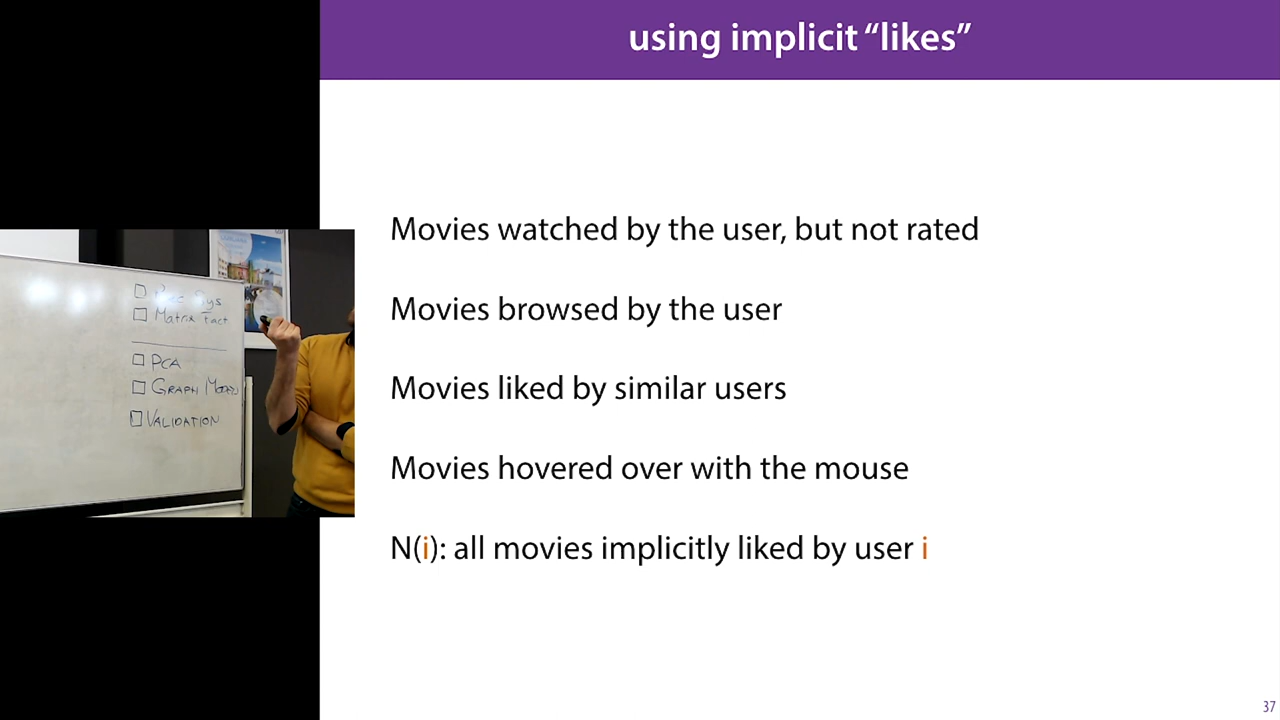 using implicit “likes”
Movies watched by the user, but not rated
Movies browsed by the user
Movies liked by similar users
Movies hovered over with the mouse
N(i): all movies implicitly liked by user i
Sys
Matrix Fact
PCA
GRAPH
VALIDATION
37